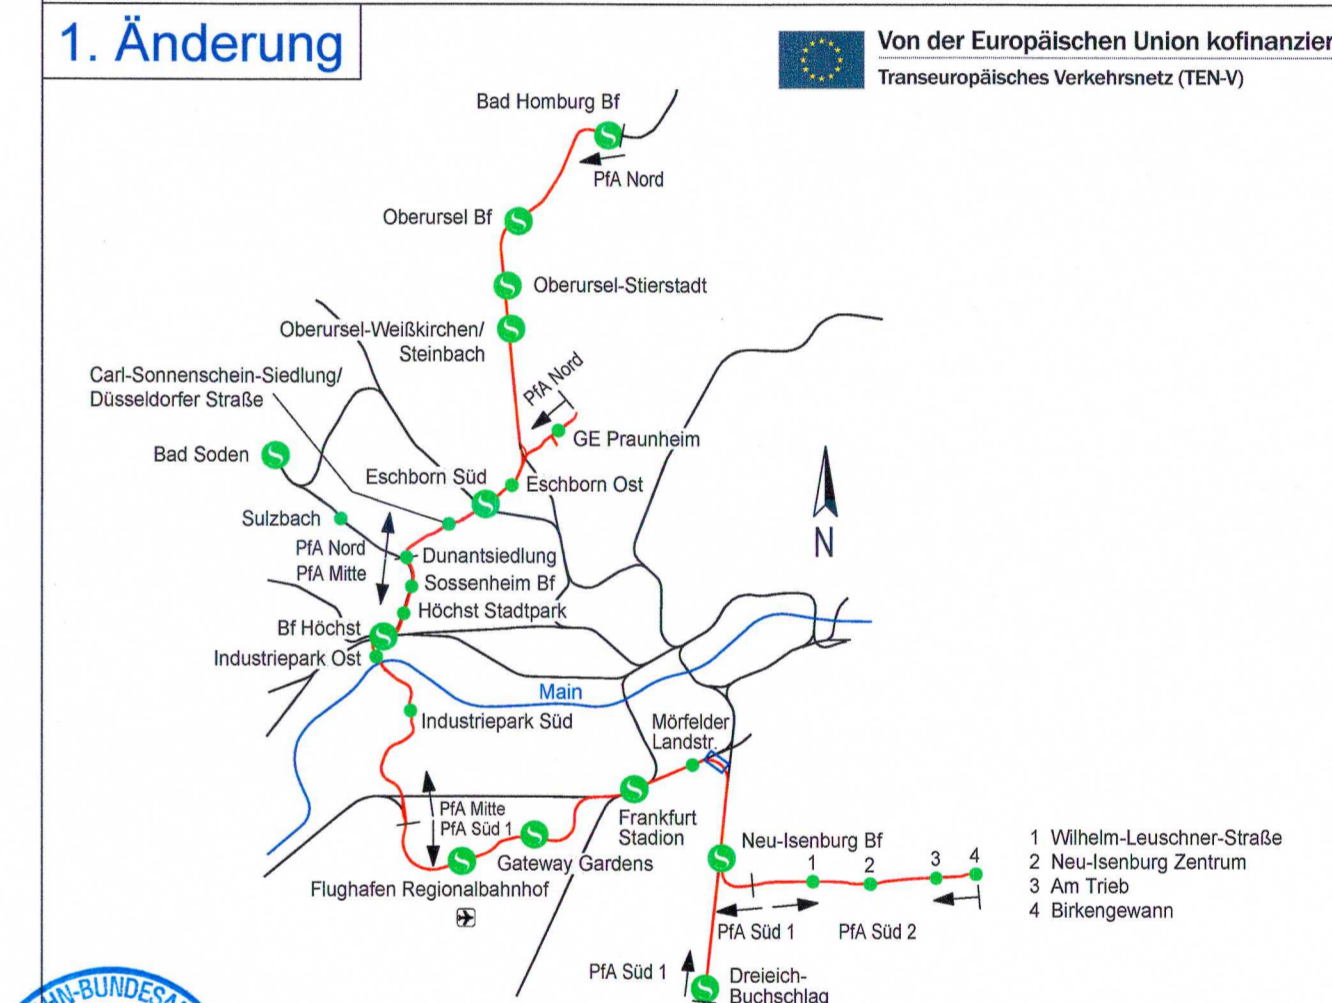 1. Änderung
Von der Europäischen Union kofinanzier
Transeuropäisches Verkehrsnetz (TEN-V)
Bad Homburg Bf
PfA Nord
Oberursel Bf
Oberursel-Stierstadt
Oberursel-Weißkirchen/
Steinbach
Carl-Sonnenschein-Siedlung/
Düsseldorfer Straße
PfA Nord
GE Praunheim
Bad Soden
Eschborn Süd
Eschborn Ost
Sulzbach
PfA Nord
PfA Mitte
Dunantsiedlung
Sossenheim Bf
Höchst Stadtpark
Bf Höchst
Industriepark Ost
N
Main
Industriepark Süd
Mörfelder
Landstr.
PfA Mitte
PfA Süd 1
Frankfurt
Stadion
Gateway Gardens
Flughafen Regionalbahnhof
Neu-Isenburg Bf
1 2 3 4
PfA Süd 1
PfA Süd 2
1 Wilhelm-Leuschner-Straße
2 Neu-Isenburg Zentrum
3 Am Trieb
4 Birkengewann
PfA Süd 1
Dreieich-
Buchschlag
HN-BUNDESA